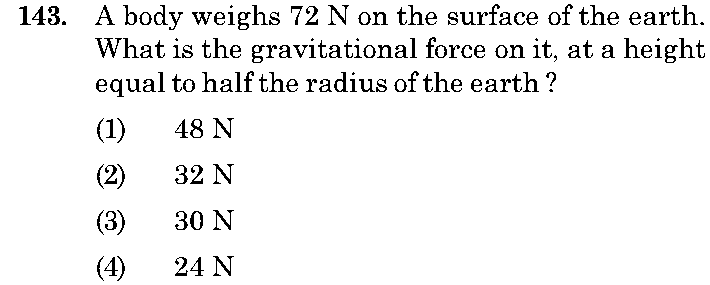 143. A body weighs 72 N on the surface of the earth.
What is the gravitational force on it, at a height
equal to half the radius of the earth ?
(1) 48 N
(2) 32 N
(3) 30 N
(4) 24 N